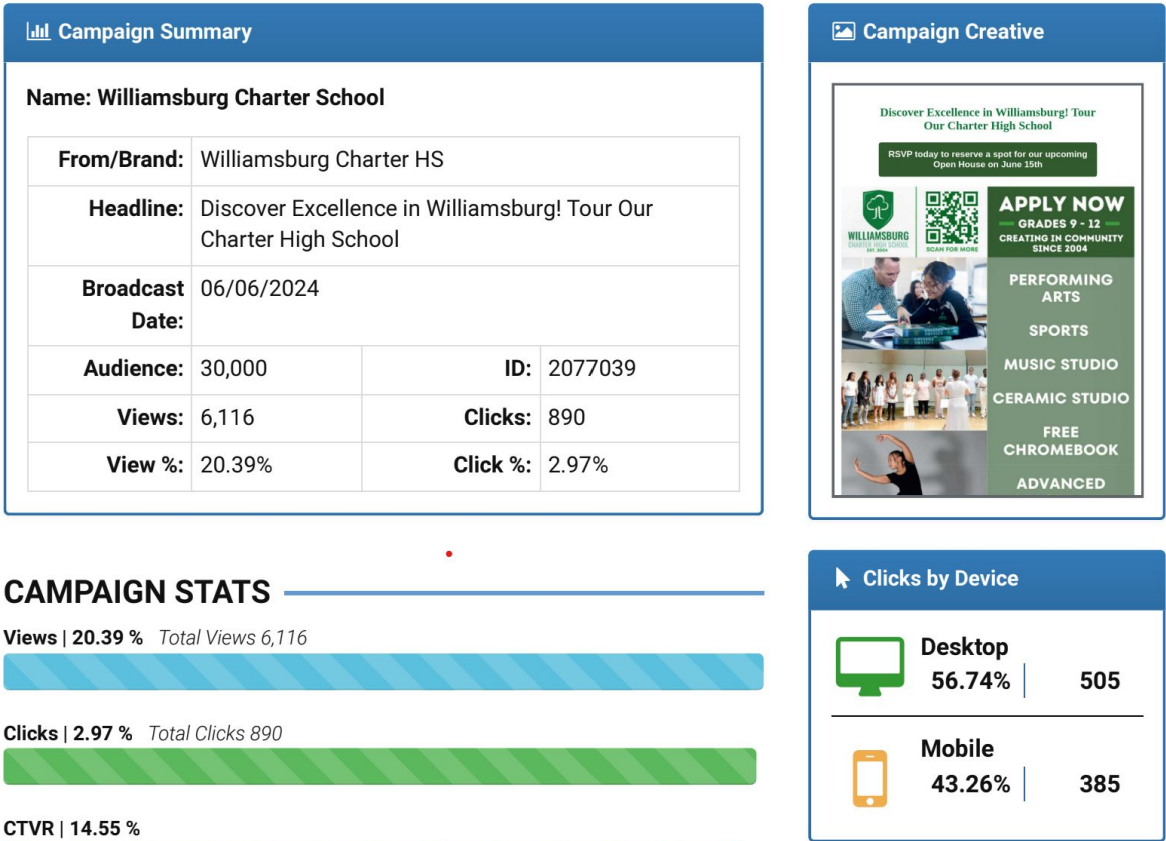 Campaign Summary
Name: Williamsburg Charter School
From/Brand: Williamsburg Charter HS
Headline: Discover Excellence in Williamsburg! Tour Our
Charter High School
Broadcast 06/06/2024
Date:
Audience: 30,000 ID: 2077039
Views: 6,116 Clicks: 890
View %: 20.39% Click %: 2.97%
CAMPAIGN STATS
Views | 20.39 % Total Views 6,116
Clicks | 2.97 % Total Clicks 890
CTVR | 14.55 %
Campaign Creative
Discover Excellence in Williamsburg! Tour
Our Charter High School
RSVP today to reserve a spot for our upcoming
Open House on June 15th
WILLIAMSBURG
CHARTER HIGH SCHOOL
EST. 2004
SCAN FOR MORE
APPLY NOW
GRADES 9 - 12
CREATING IN COMMUNITY
SINCE 2004
PERFORMING
ARTS
SPORTS
MUSIC STUDIO
CERAMIC STUDIO
FREE
CHROMEBOOK
ADVANCED
Clicks by Device
Desktop
56.74% 505
Mobile
43.26% 385